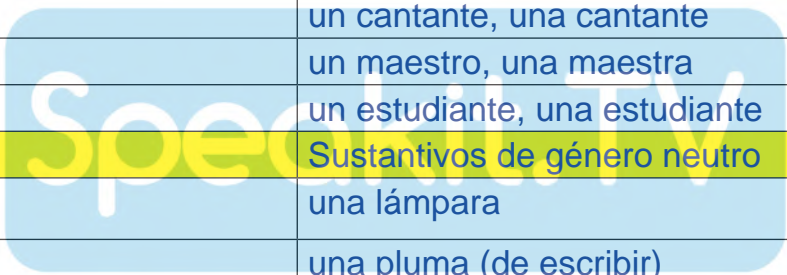 un cantante, una cantante
un maestro, una maestra
un estudiante, una estudiante
Sustantivos de género neutro
una lámpara
una pluma (de escribir)
Speakit.TV